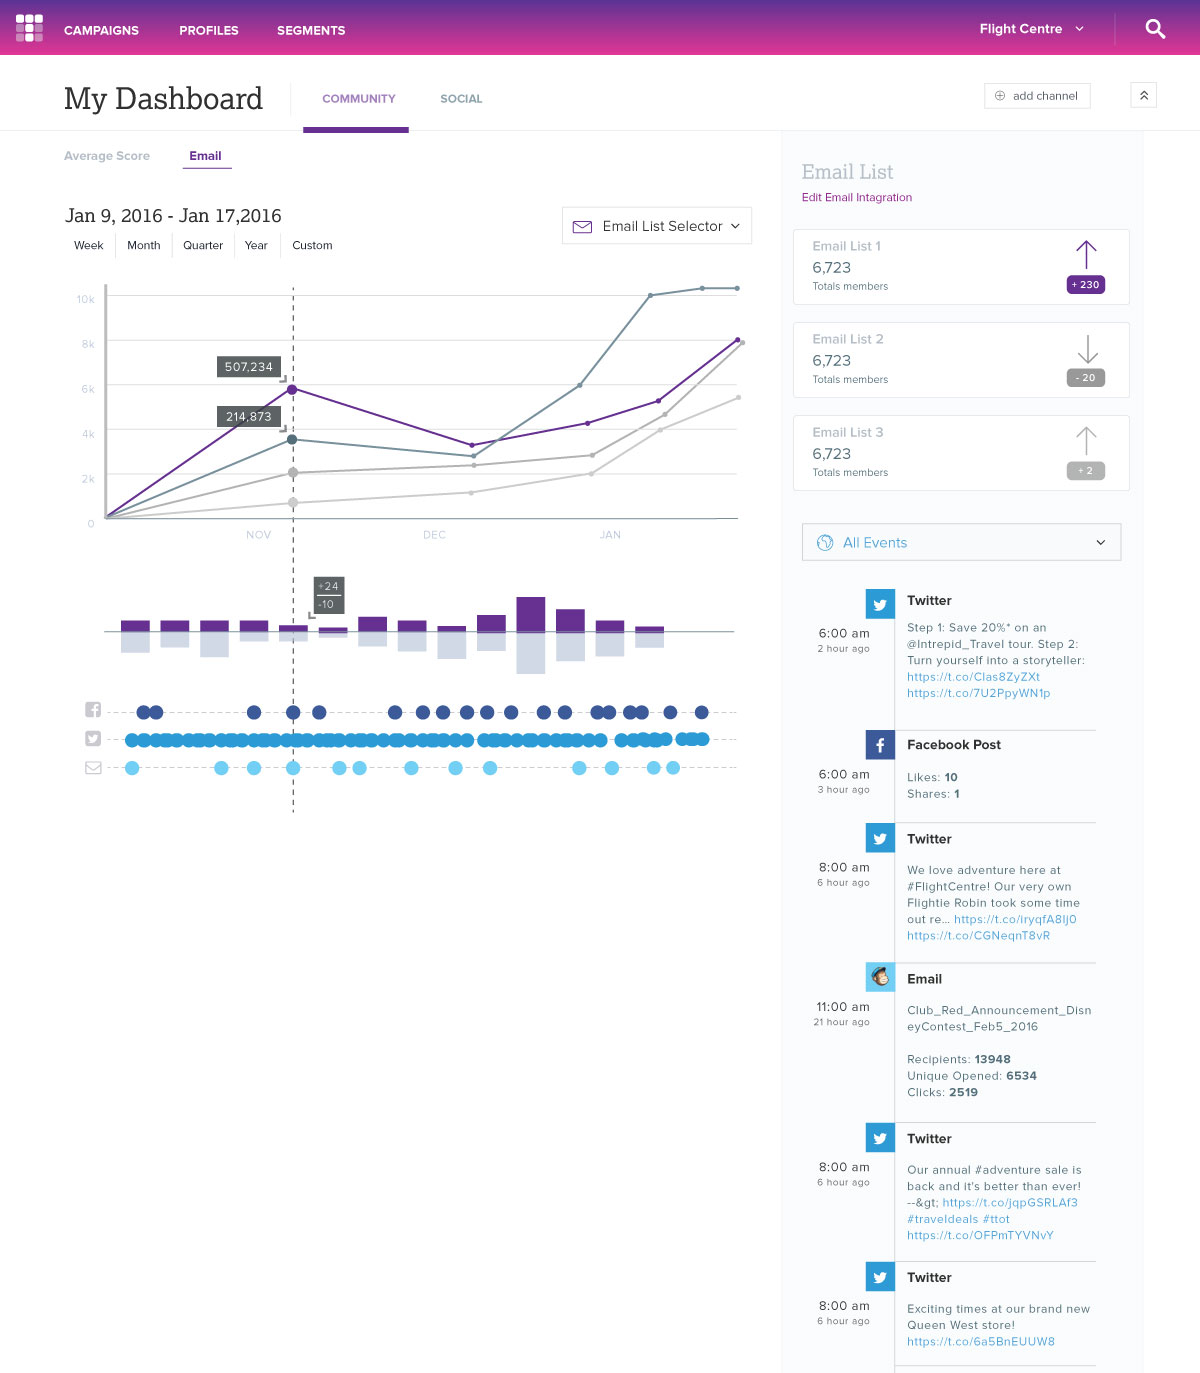 CAMPAIGNS PROFILES SEGMENTS Flight Centre
My Dashboard COMMUNITY SOCIAL add channel
Average Score Email
Jan 9, 2016 - Jan 17,2016
Email List Selector
Week Month Quarter Year Custom
10k
8k
6k
4k
2k
0
507,234
214,873
NOV DEC JAN
+24
-10
Email List
Edit Email Intagration
Email List 1
6,723
Totals members
+ 230
Email List 2
6,723
Totals members
- 20
Email List 3
6,723
Totals members
+ 2
All Events
Twitter
6:00 am
2 hour ago
Step 1: Save 20%* on an
@Intrepid_Travel tour. Step 2:
Turn yourself into a storyteller:
https://t.co/Clas8ZyZXt
https://t.co/7U2PpyWN1p
Facebook Post
6:00 am
3 hour ago
Likes: 10
Shares: 1
Twitter
8:00 am
6 hour ago
We love adventure here at
#FlightCentre! Our very own
Flightie Robin took some time
out re... https://t.co/iryqfA8Ij0
https://t.co/CGNeqnT8vR
Email
11:00 am
21 hour ago
Club_Red_Announcement_Disn
eyContest_Feb5_2016
Recipients: 13948
Unique Opened: 6534
Clicks: 2519
Twitter
8:00 am
6 hour ago
Our annual #adventure sale is
back and it's better than ever!
--&gt; https://t.co/jqpGSRLAf3
#traveldeals #ttot
https://t.co/OFPmTYVNvY
Twitter
8:00 am
6 hour ago
Exciting times at our brand new
Queen West store!
https://t.co/6a5BnEUUW8